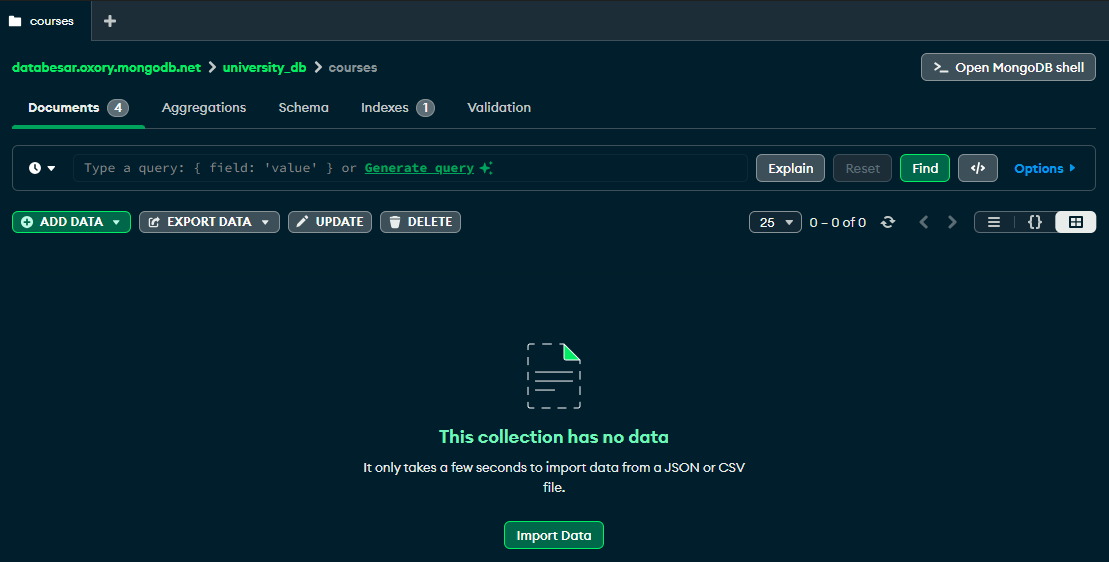 courses
databesar.oxory.mongodb.net > university_db > courses
>_ Open MongoDB shell
Documents 4 Aggregations Schema Indexes 1 Validation
Type a query: { field: 'value' } or Generate query
Explain Reset Find </> Options
ADD DATA EXPORT DATA UPDATE DELETE 25 0 – 0 of 0 {}
This collection has no data
It only takes a few seconds to import data from a JSON or CSV
file.
Import Data